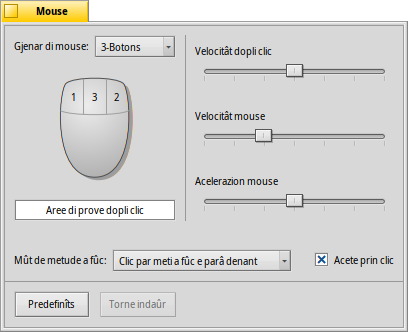 Mouse
Gjenar di mouse: 3-Botons
1 3 2
Aree di prove dopli clic
Velocitât dopli clic
Velocitât mouse
Acelerazion mouse
Mût de metude a fûc: Clic par meti a fûc e parâ denant
Acete prin clic
Predefinîts Torne indaûr